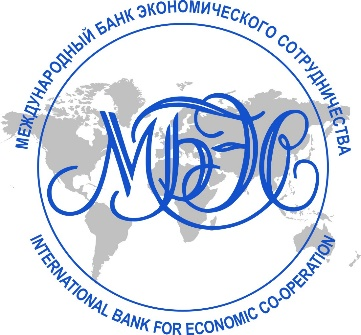 МЕЖДУНАРОДНЫЙ БАНК ЭКОНОМИЧЕСКОГО СОТРУДНИЧЕСТВА
МБЭС
INTERNATIONAL BANK FOR ECONOMIC CO-OPERATION